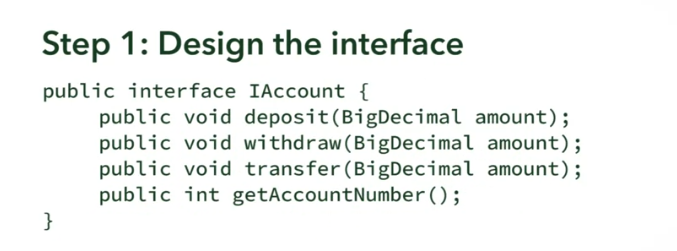 Step 1: Design the interface
public interface IAccount {
public void deposit(BigDecimal amount);
public void withdraw(BigDecimal amount);
public void transfer(BigDecimal amount);
public int getAccountNumber();
}